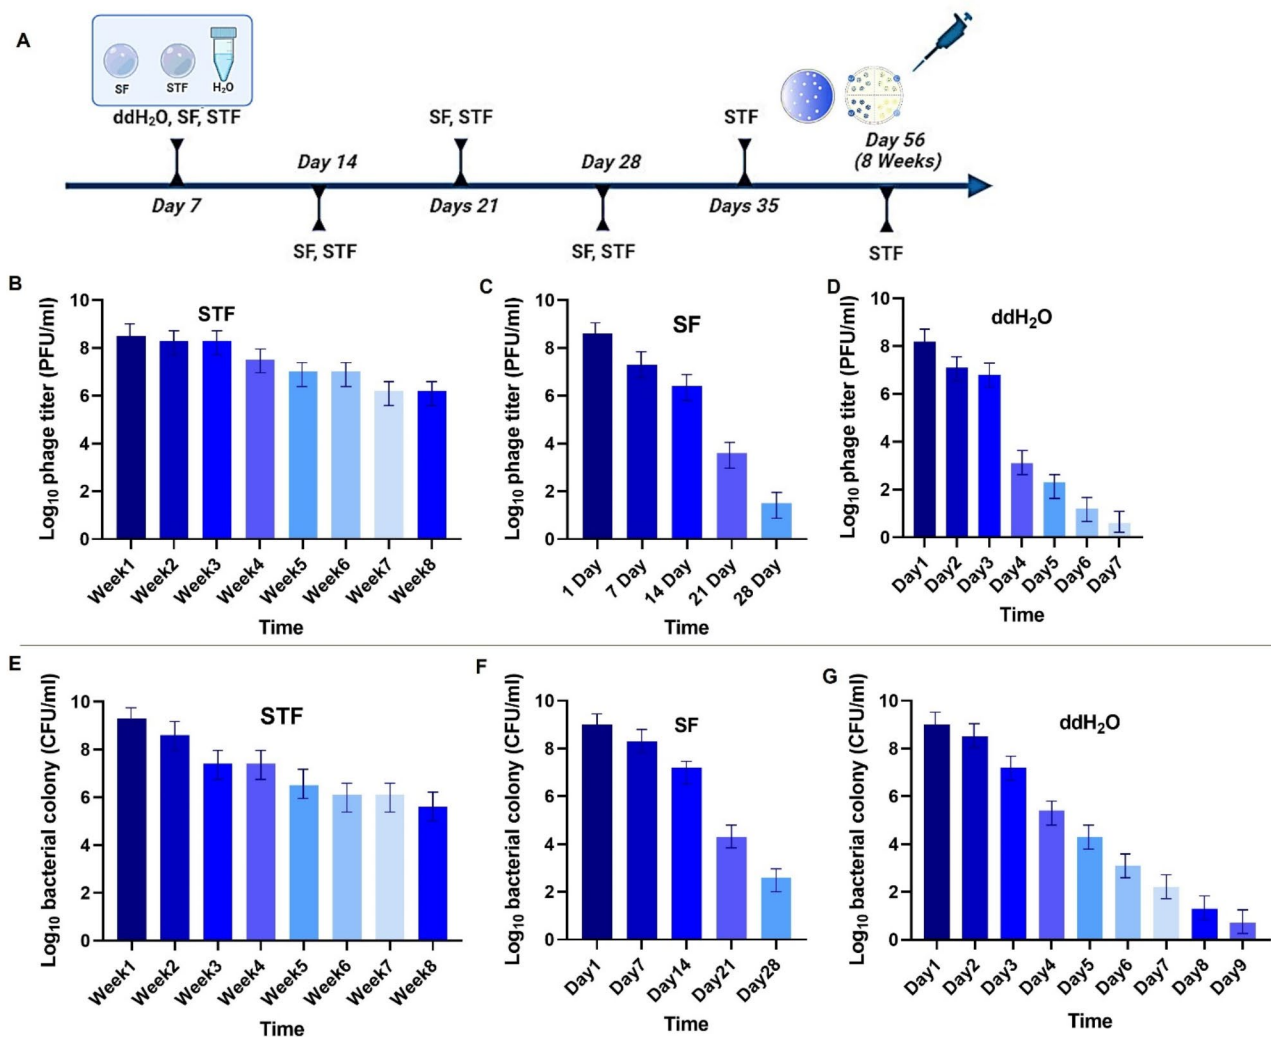 A
SF
STF
H₂O
ddH₂O, SF, STF
SF, STF
STF
Day 14
Day 28
Day 56
(8 Weeks)
Day 7
Days 21
Days 35
SF, STF
SF, STF
STF
B
STF
Log₁₀ phage titer (PFU/ml)
10
8
6
4
2
0
Week1
Week2
Week3
Week4
Week5
Week6
Week7
Week8
Time
C
SF
Log₁₀ phage titer (PFU/ml)
10
8
6
4
2
0
1 Day
7 Day
14 Day
21 Day
28 Day
Time
D
ddH₂O
Log₁₀ phage titer (PFU/ml)
10
8
6
4
2
0
Day1
Day2
Day3
Day4
Day5
Day6
Day7
Time
E
STF
Log₁₀ bacterial colony (CFU/ml)
10
8
6
4
2
0
Week1
Week2
Week3
Week4
Week5
Week6
Week7
Week8
Time
F
SF
Log₁₀ bacterial colony (CFU/ml)
10
8
6
4
2
0
Day1
Day7
Day14
Day21
Day28
Time
G
ddH₂O
Log₁₀ bacterial colony (CFU/ml)
10
8
6
4
2
0
Day1
Day2
Day3
Day4
Day5
Day6
Day7
Day8
Day9
Time